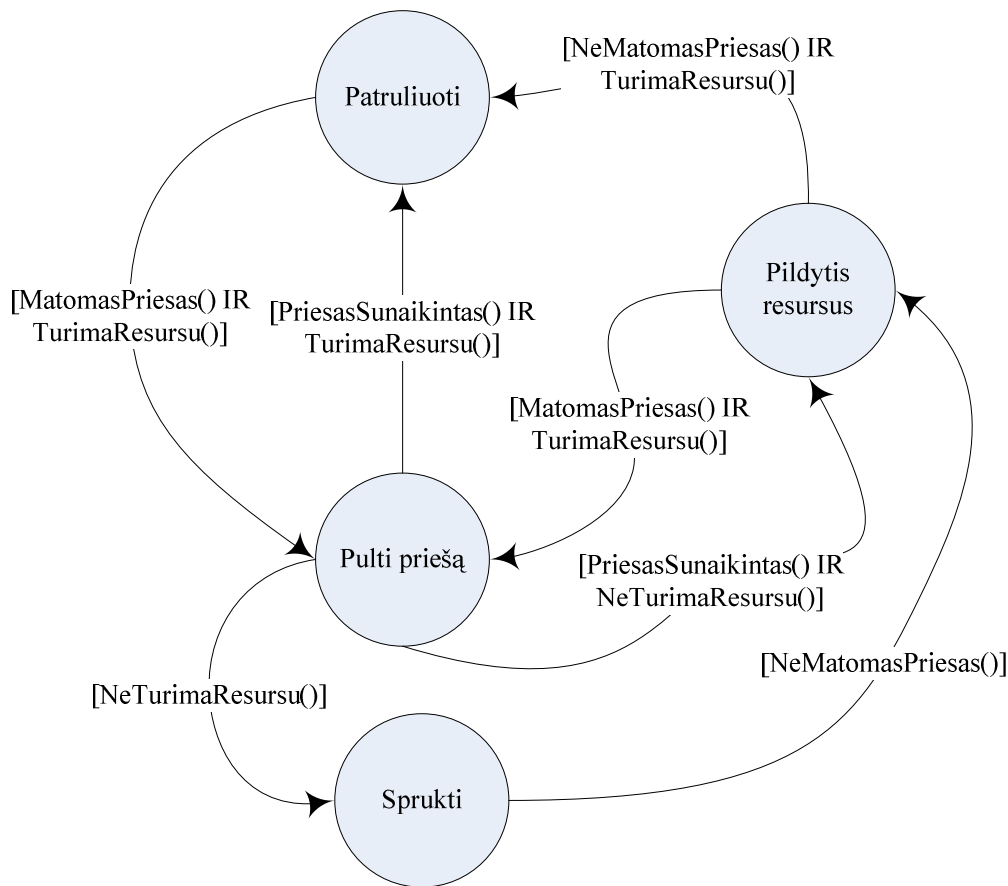 [NeMatomasPriesas() IR
TurimaResursu()]
Patruliuoti
Pildytis
resursus
[MatomasPriesas() IR
TurimaResursu()]
[PriesasSunaikintas() IR
TurimaResursu()]
[MatomasPriesas() IR
TurimaResursu()]
Pulti priešą
[PriesasSunaikintas() IR
NeTurimaResursu()]
[NeMatomasPriesas()]
[NeTurimaResursu()]
Sprukti